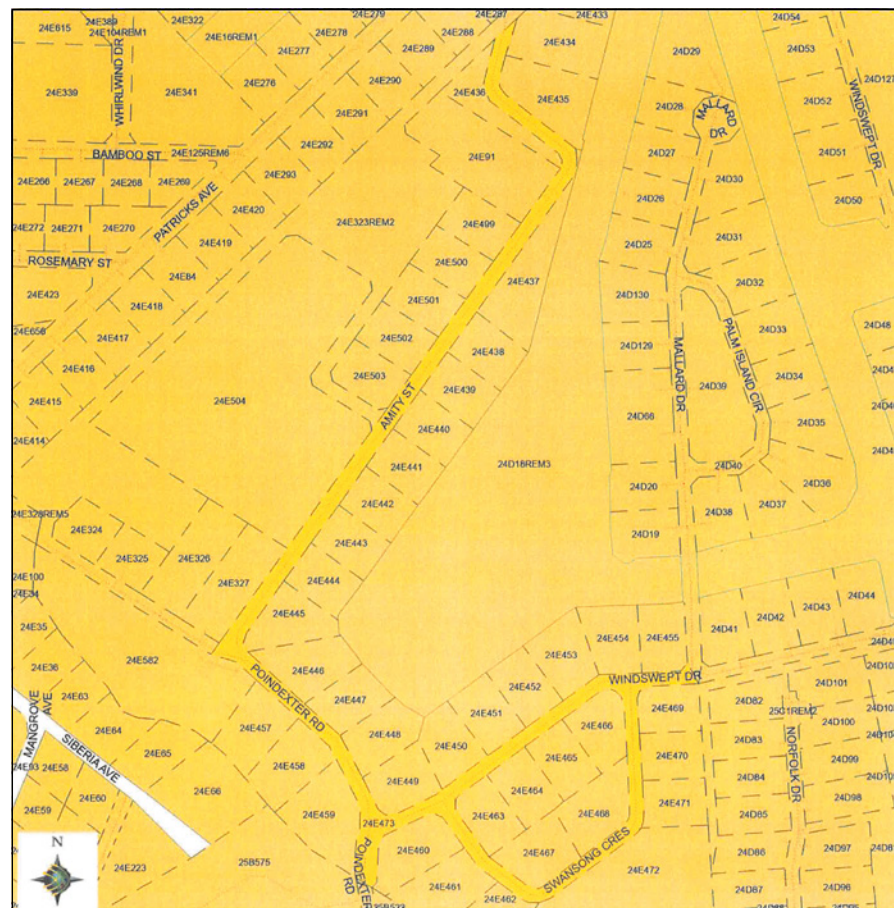 24E615
24E389
24E104REM1
24E322
24E279
24E287
24E433
24D54
24E16REM1
24E278
24E288
24E434
24D29
24D53
24E277
24E289
WHIRLWIND DR
24E339
24E341
24E276
24E290
24E436
24E435
24D28
MALLARD
DR
24D52
WINDSWEPT DR
24D127
24E291
24E292
24D27
24D51
BAMBOO ST
24E125REM6
24E91
24E266
24E267
24E268
24E269
24E293
24D30
24D26
24D50
PATRICKS AVE
24E420
24E323REM2
24E499
24E272
24E271
24E270
24E419
24D25
24D31
ROSEMARY ST
24E84
24E500
24E437
24D32
24E423
24E418
24E501
24D130
24E656
24E417
24E502
24E438
24D129
MALLARD DR
PALM ISLAND CIR
24D33
24D48
24E416
24E503
24E439
24D39
24D34
24E415
24E504
AMITY ST
24E440
24D66
24D35
24E414
24E441
24D18REM3
24D40
24E442
24D20
24D37
24D36
24E328REM5
24E324
24D38
24E443
24D19
24E325
24E326
24E100
24E327
24E444
24E34
24E445
24D44
24D43
24D42
24D41
24E35
24E454
24E455
24E582
24E453
24E36
24E446
WINDSWEPT DR
24E452
24D101
24E63
POINDEXTER RD
24E447
24D82
25C1REM2
MANGROVE
AVE
24E64
24E457
24E451
24E469
24D100
24E448
24E466
24D83
NORFOLK DR
SIBERIA AVE
24E65
24E450
24E465
24E470
24D99
24E93
24E58
24E458
24E449
24E464
24D84
24E60
24E66
24D98
24E59
24E459
24E471
24E463
24E468
24D85
24E473
N
24E460
24E467
24D86
24D97
24E223
25B575
POINDEXTER
RD
24E461
SWANSONG CRES
24E472
24D87
24D96
24E462